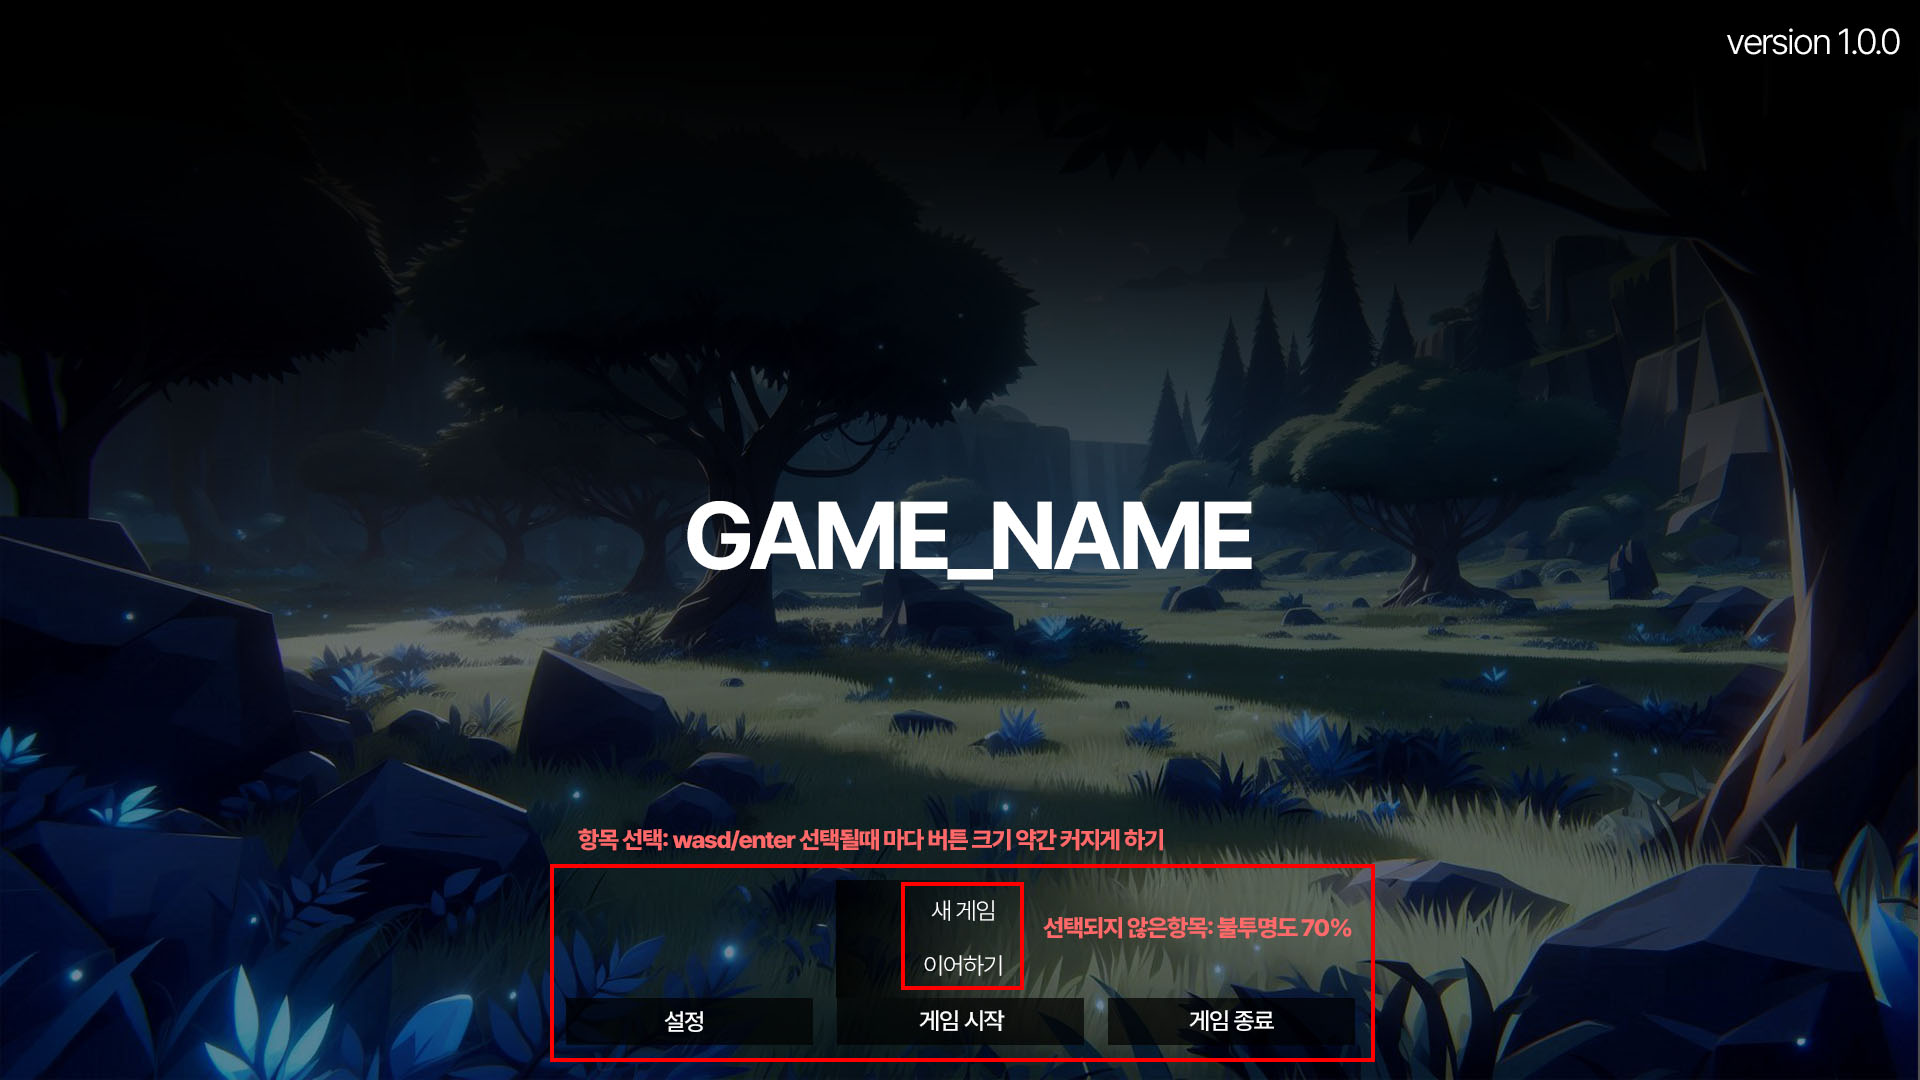 version 1.0.0
GAME_NAME
항목 선택: wasd/enter 선택될때 마다 버튼 크기 약간 커지게 하기
새 게임
선택되지 않은항목: 불투명도 70%
이어하기
설정
게임 시작
게임 종료